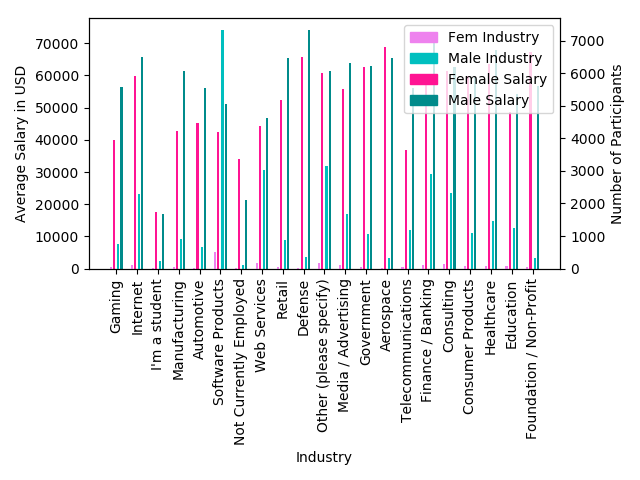 Fem Industry
Male Industry
Female Salary
Male Salary
Average Salary in USD
70000
60000
50000
40000
30000
20000
10000
0
7000
6000
5000
4000
3000
2000
1000
0
Number of Participants
Gaming
Internet
I'm a student
Manufacturing
Automotive
Software Products
Not Currently Employed
Web Services
Retail
Defense
Other (please specify)
Media / Advertising
Government
Aerospace
Telecommunications
Finance / Banking
Consulting
Consumer Products
Healthcare
Education
Foundation / Non-Profit
Industry